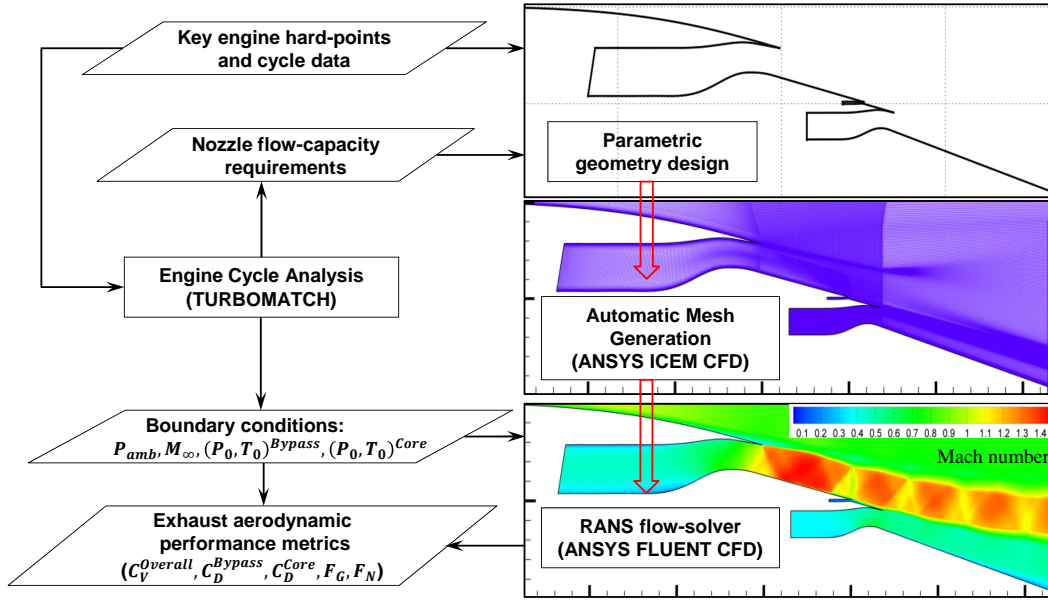 Key engine hard-points
and cycle data
Nozzle flow-capacity
requirements
Parametric
geometry design
Engine Cycle Analysis
(TURBOMATCH)
Automatic Mesh
Generation
(ANSYS ICEM CFD)
Boundary conditions:
P_{amb}, M_∞, (P_0, T_0)^{Bypass}, (P_0, T_0)^{Core}
0.1 0.2 0.3 0.4 0.5 0.6 0.7 0.8 0.9 1.1 1.2 1.3 1.4
Mach number
Exhaust aerodynamic
performance metrics
(C_V^{Overall}, C_D^{Bypass}, C_D^{Core}, F_G, F_N)
RANS flow-solver
(ANSYS FLUENT CFD)